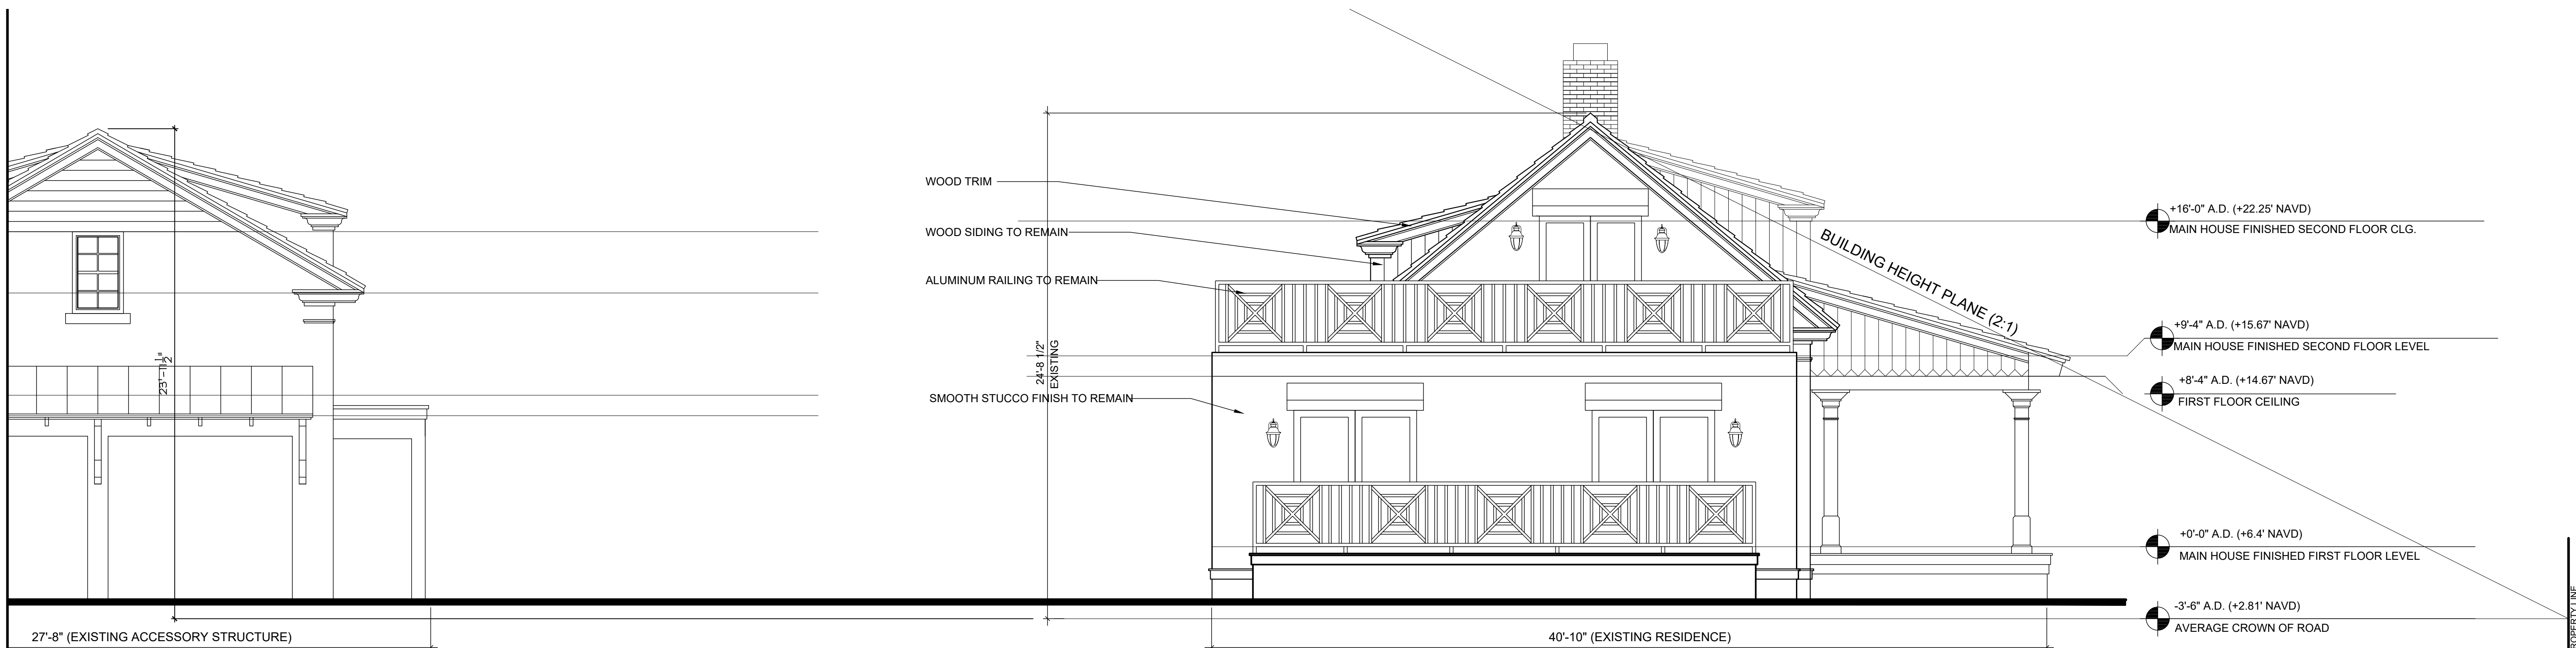 WOOD TRIM
WOOD SIDING TO REMAIN
ALUMINUM RAILING TO REMAIN
SMOOTH STUCCO FINISH TO REMAIN
23'-11 1/2"
24'-8 1/2"
EXISTING
BUILDING HEIGHT PLANE (2:1)
+16'-0" A.D. (+22.25' NAVD)
MAIN HOUSE FINISHED SECOND FLOOR CLG.
+9'-4" A.D. (+15.67' NAVD)
MAIN HOUSE FINISHED SECOND FLOOR LEVEL
+8'-4" A.D. (+14.67' NAVD)
FIRST FLOOR CEILING
+0'-0" A.D. (+6.4' NAVD)
MAIN HOUSE FINISHED FIRST FLOOR LEVEL
-3'-6" A.D. (+2.81' NAVD)
AVERAGE CROWN OF ROAD
27'-8" (EXISTING ACCESSORY STRUCTURE)
40'-10" (EXISTING RESIDENCE)
ROPERTY LINE